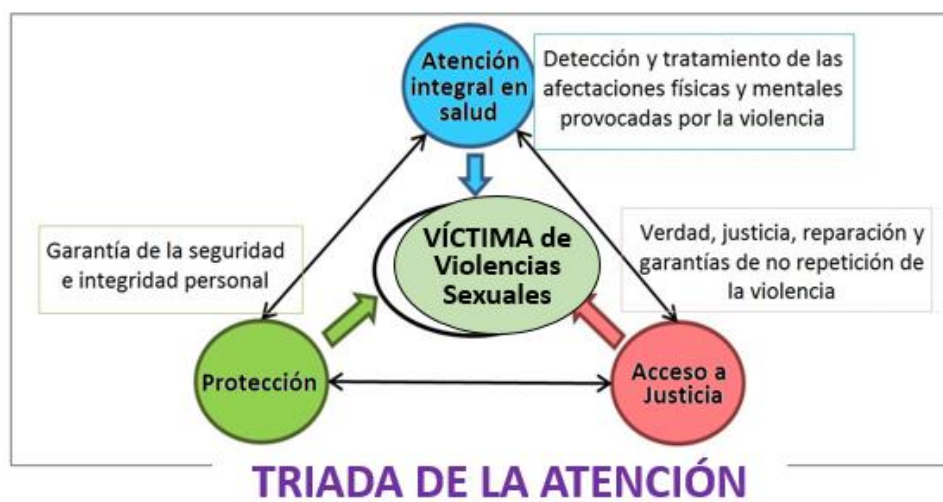 Atención
integral en
salud
Detección y tratamiento de las
afectaciones físicas y mentales
provocadas por la violencia
VÍCTIMA de
Violencias
Sexuales
Garantía de la seguridad
e integridad personal
Verdad, justicia, reparación y
garantías de no repetición de
la violencia
Protección
Acceso a
Justicia
TRIADA DE LA ATENCIÓN